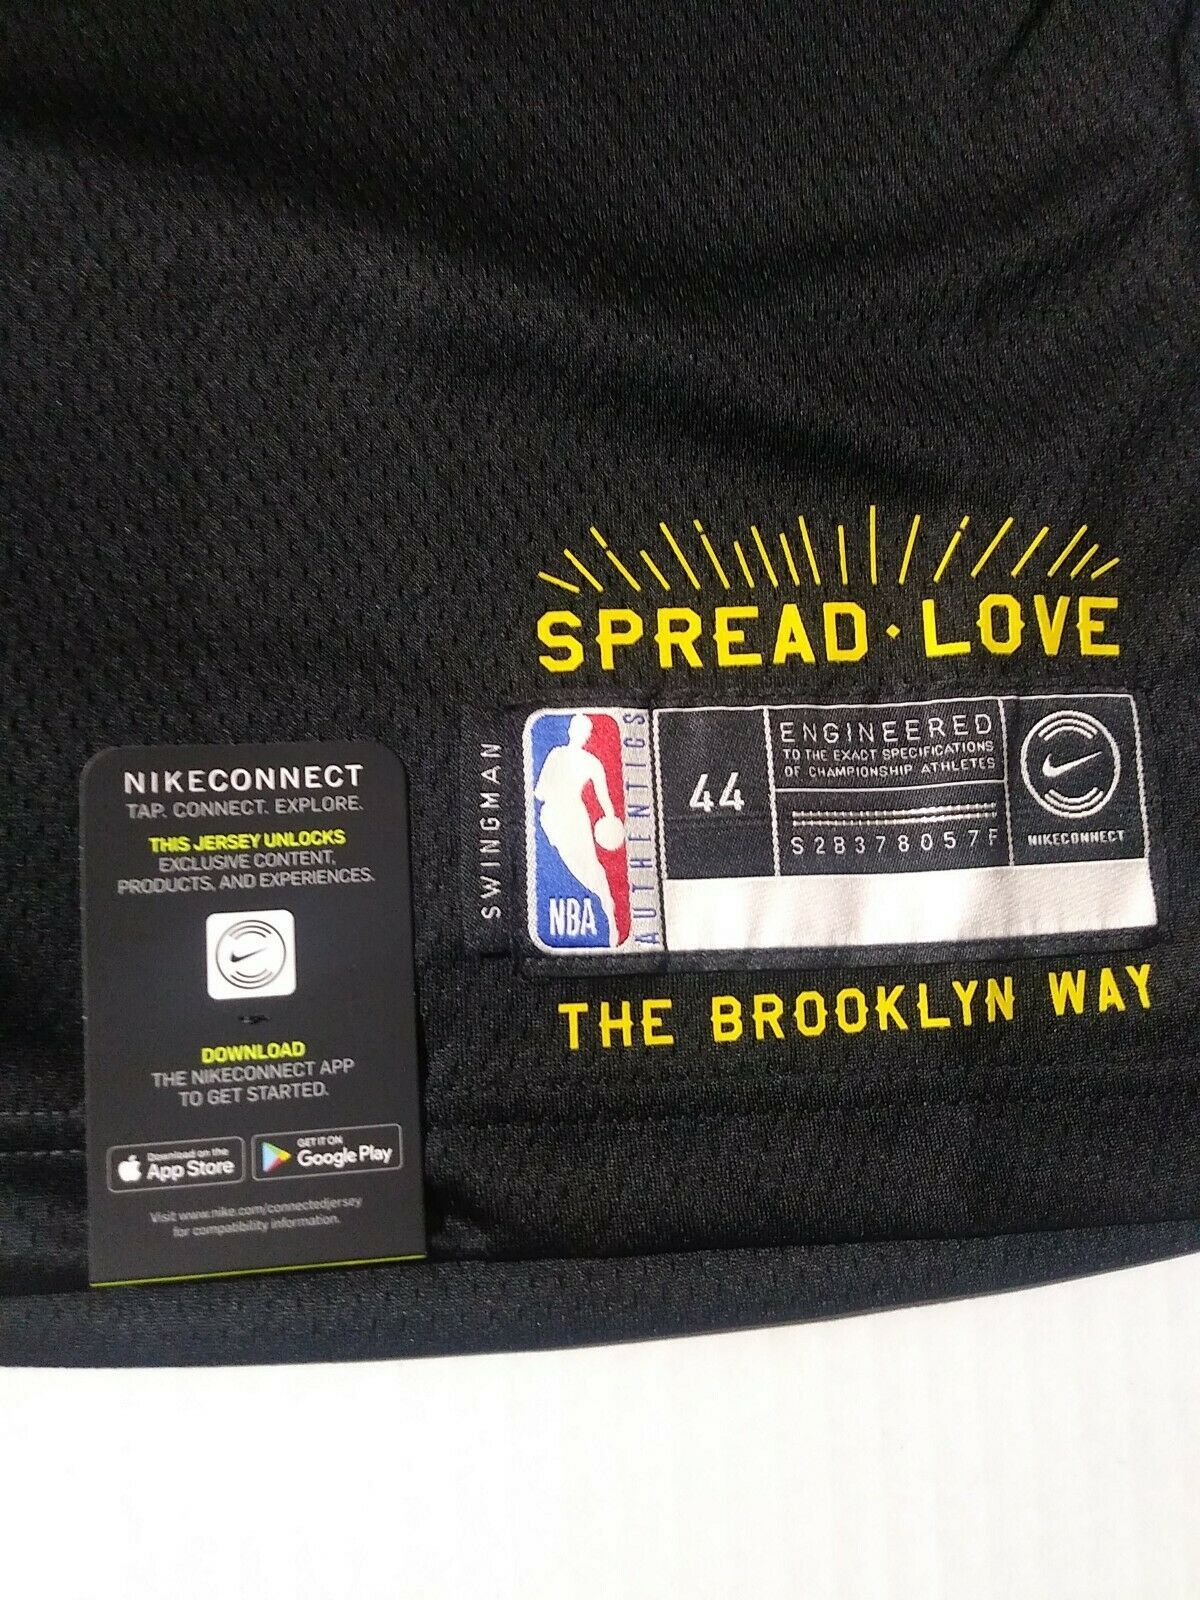 SPREAD · LOVE
SWINGMAN
NBA
AUTHENTICS
44
ENGINEERED
TO THE EXACT SPECIFICATIONS
OF CHAMPIONSHIP ATHLETES
S28378057F
NIKECONNECT
THE BROOKLYN WAY
NIKECONNECT
TAP. CONNECT. EXPLORE.
THIS JERSEY UNLOCKS
EXCLUSIVE CONTENT,
PRODUCTS, AND EXPERIENCES.
DOWNLOAD
THE NIKECONNECT APP
TO GET STARTED.
Download on the
App Store
GET IT ON
Google Play
Visit www.nike.com/connectedjersey
for compatibility information.